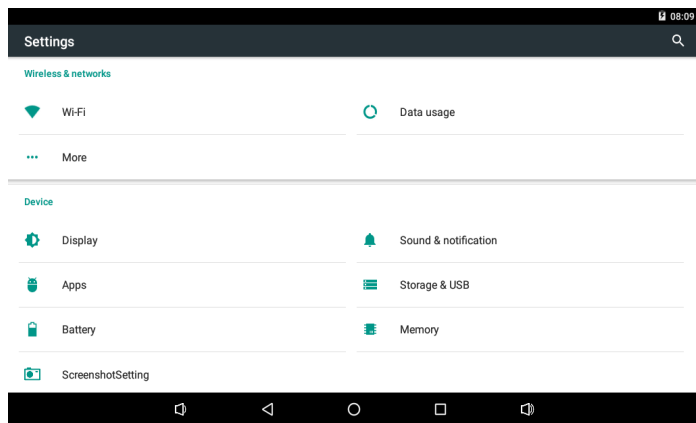 08:09
Settings
Wireless & networks
Wi-Fi
Data usage
More
Device
Display
Sound & notification
Apps
Storage & USB
Battery
Memory
ScreenshotSetting